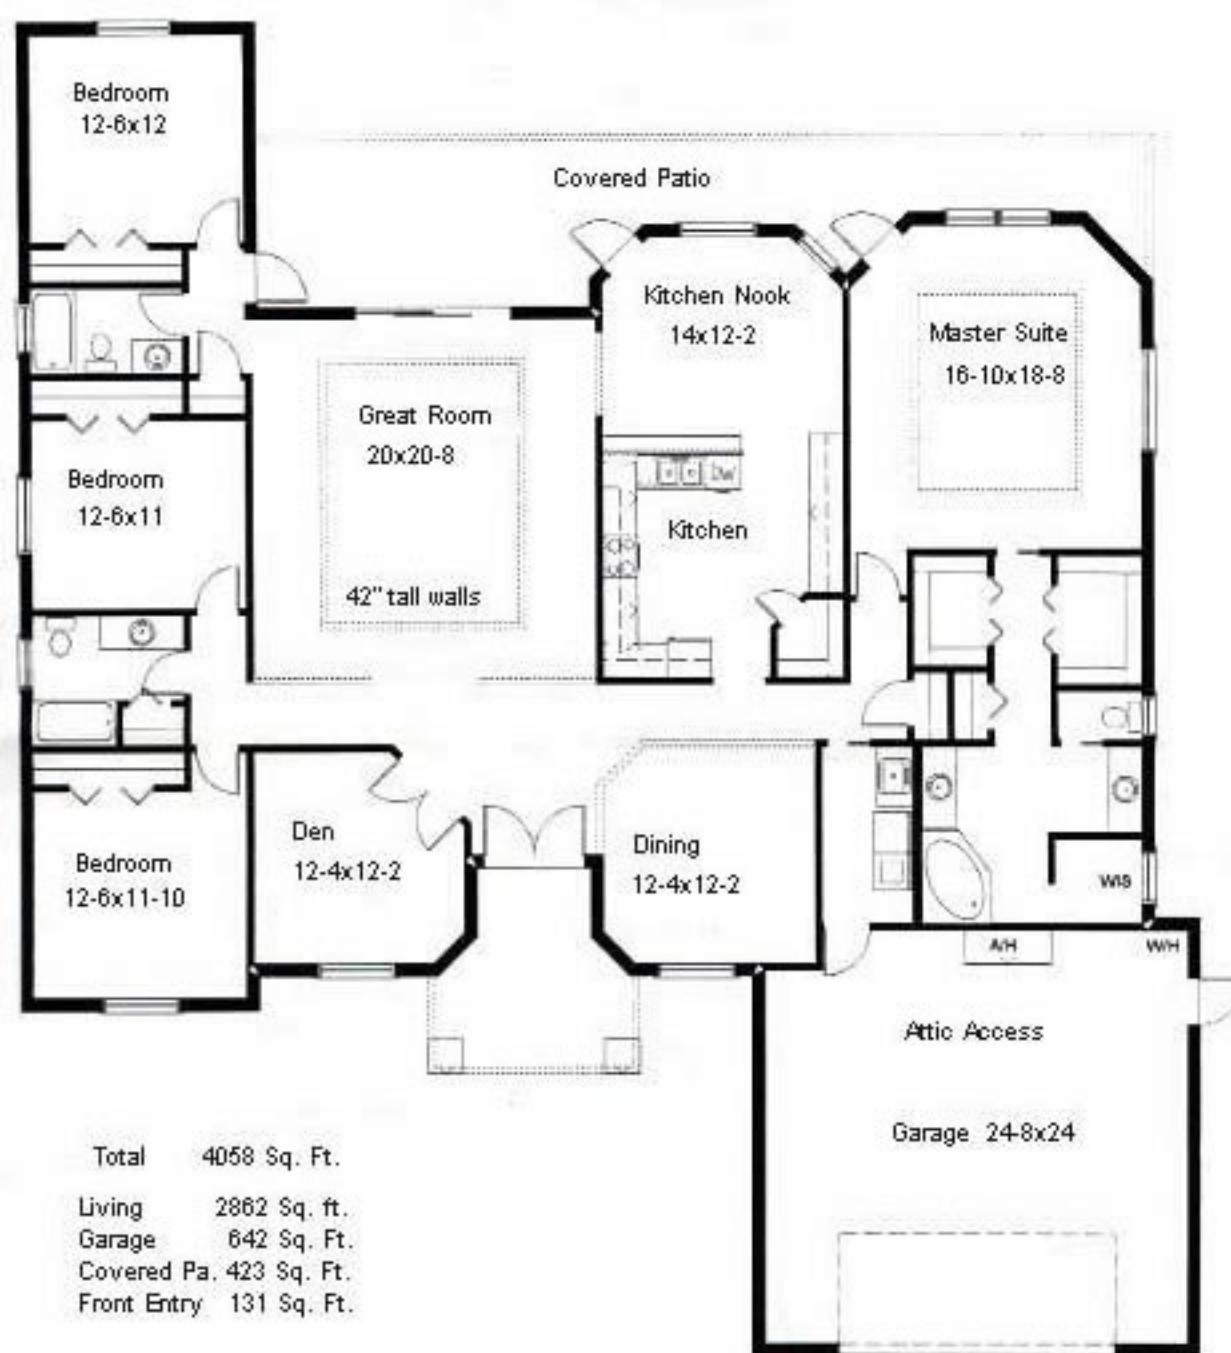 Bedroom
12-6x12
Covered Patio
Kitchen Nook
14x12-2
Master Suite
16-10x18-8
Great Room
20x20-8
Bedroom
12-6x11
DW
Kitchen
42" tall walls
Den
12-4x12-2
Dining
12-4x12-2
Bedroom
12-6x11-10
W/S
A/H
W/H
Attic Access
Garage 24-8x24
Total 4058 Sq. Ft.
Living 2862 Sq. ft.
Garage 642 Sq. Ft.
Covered Pa. 423 Sq. Ft.
Front Entry 131 Sq. Ft.